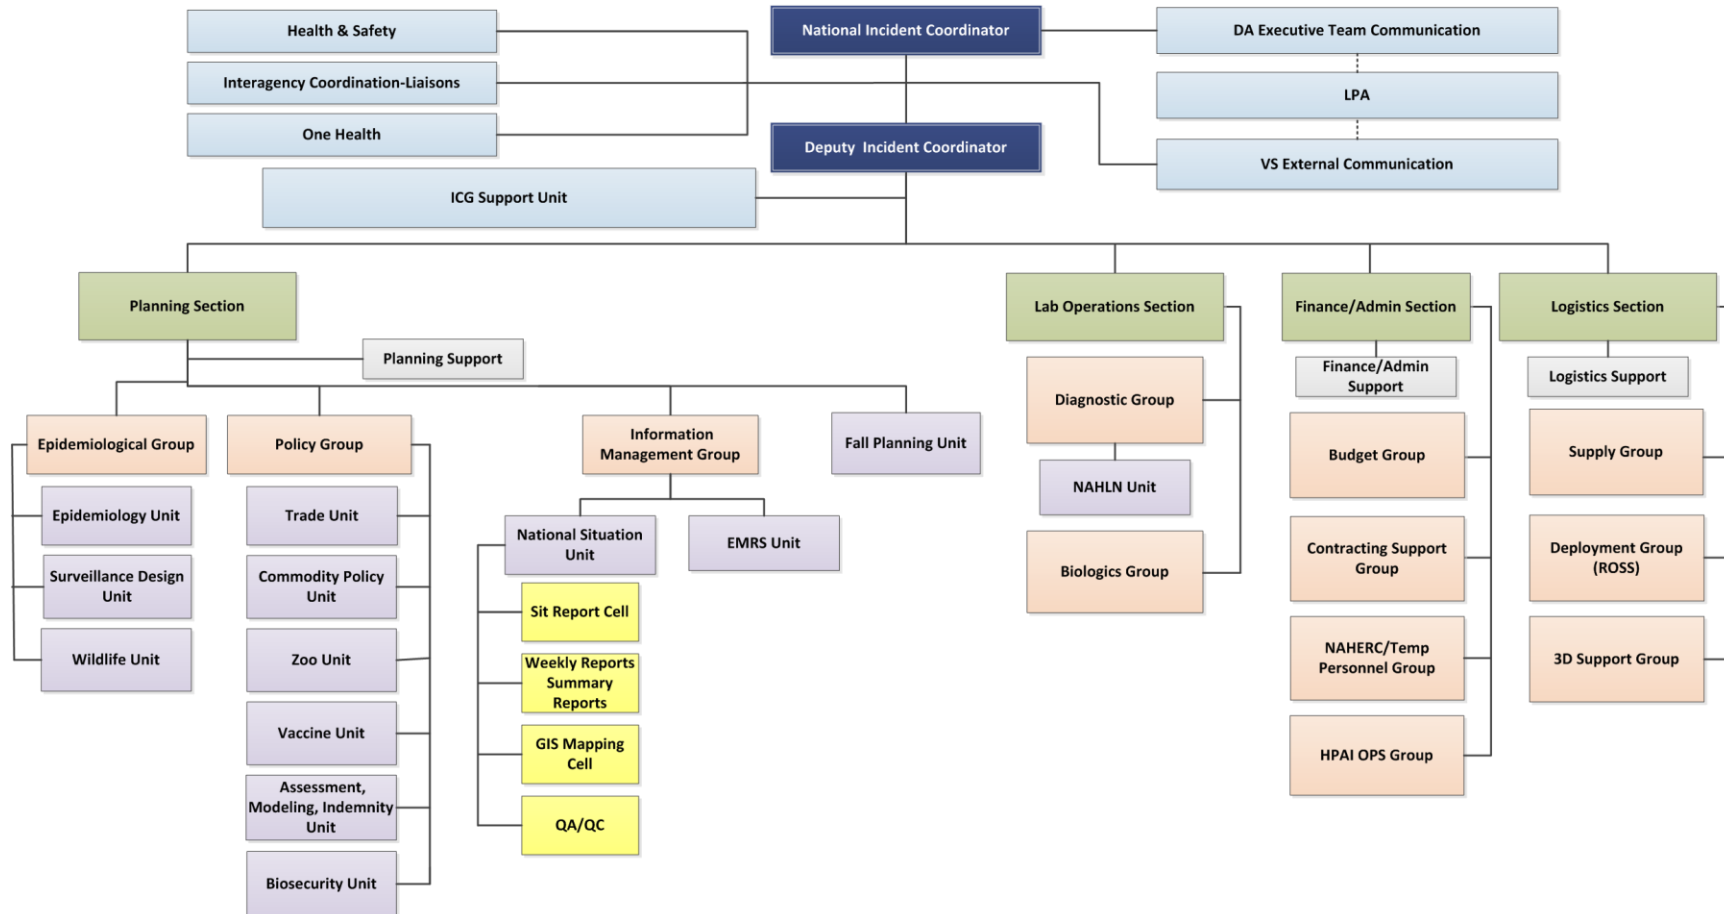 Health & Safety
National Incident Coordinator
DA Executive Team Communication
Interagency Coordination-Liaisons
LPA
One Health
Deputy  Incident Coordinator
VS External Communication
ICG Support Unit
Planning Section
Lab Operations Section
Finance/Admin Section
Logistics Section
Planning Support
Finance/Admin
Support
Logistics Support
Epidemiological Group
Policy Group
Information
Management Group
Fall Planning Unit
Diagnostic Group
Budget Group
Supply Group
Epidemiology Unit
Trade Unit
National Situation
Unit
EMRS Unit
NAHLN Unit
Surveillance Design
Unit
Commodity Policy
Unit
Sit Report Cell
Biologics Group
Contracting Support
Group
Deployment Group
(ROSS)
Wildlife Unit
Zoo Unit
Weekly Reports
Summary
Reports
NAHERC/Temp
Personnel Group
3D Support Group
Vaccine Unit
GIS Mapping
Cell
HPAI OPS Group
Assessment,
Modeling, Indemnity
Unit
QA/QC
Biosecurity Unit